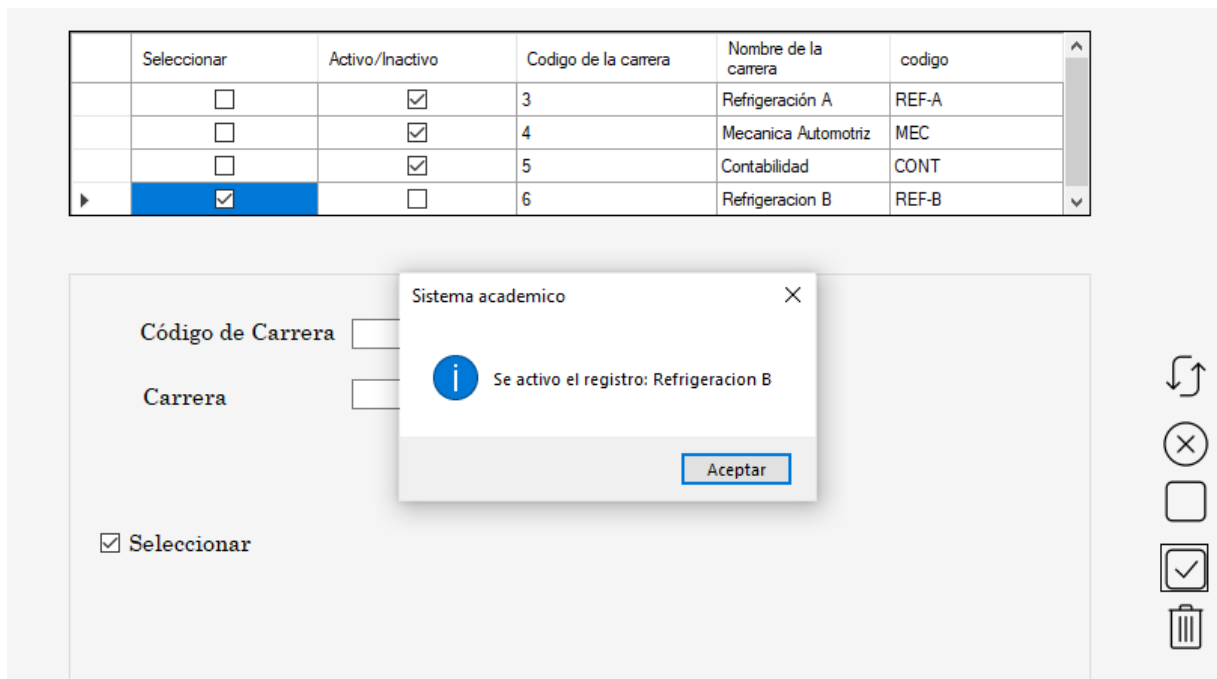 Seleccionar Activo/Inactivo Codigo de la carrera Nombre de la carrera codigo
3 Refrigeración A REF-A
4 Mecanica Automotriz MEC
5 Contabilidad CONT
6 Refrigeracion B REF-B
Sistema academico
Código de Carrera
Se activo el registro: Refrigeracion B
Carrera
Aceptar
Seleccionar